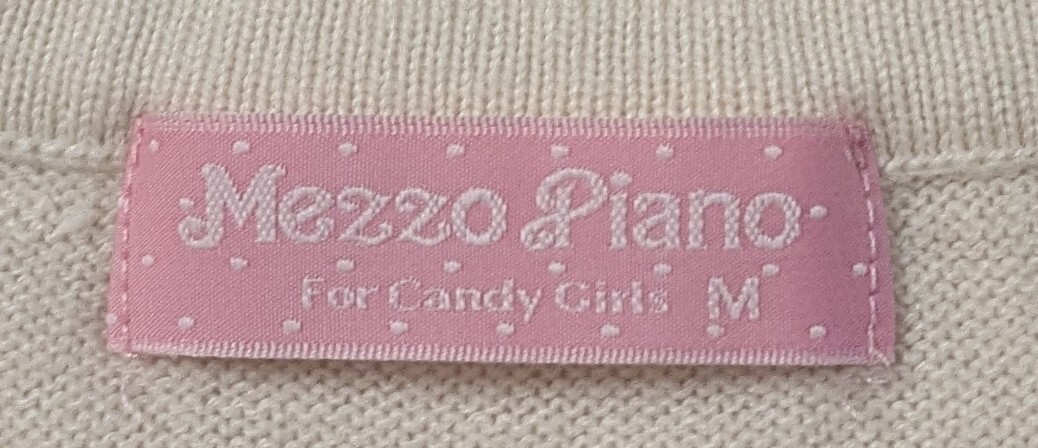 Mezzo Piano
For Candy Girls M